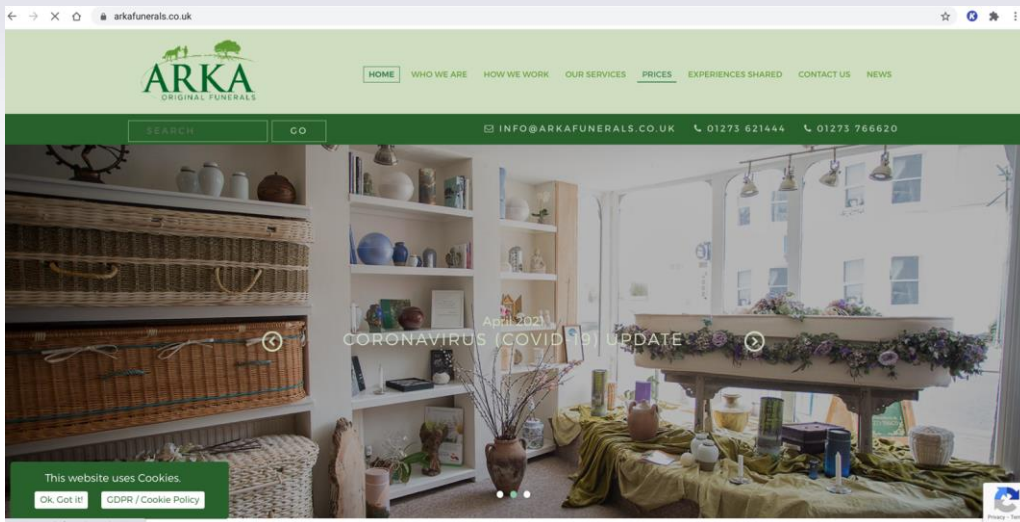 arkafunerals.co.uk
ARKA
ORIGINAL FUNERALS
HOME WHO WE ARE HOW WE WORK OUR SERVICES PRICES EXPERIENCES SHARED CONTACT US NEWS
SEARCH GO INFO@ARKAFUNERALS.CO.UK 01273 621444 01273 766620
April 2021
CORONAVIRUS (COVID-19) UPDATE
This website uses Cookies.
Ok, Got it! GDPR / Cookie Policy